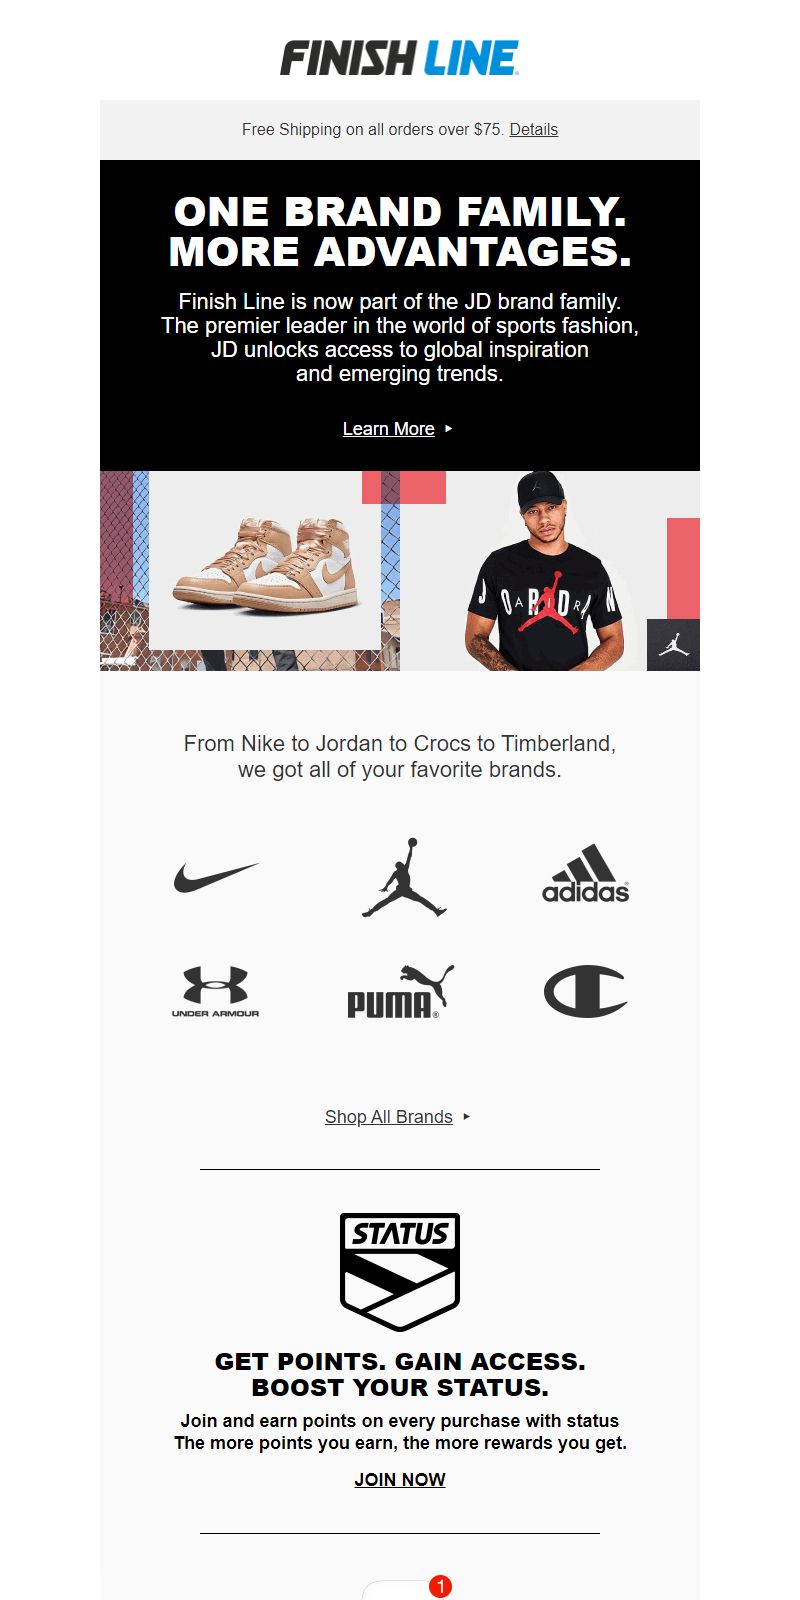 FINISH LINE
Free Shipping on all orders over $75. Details
ONE BRAND FAMILY.
MORE ADVANTAGES.
Finish Line is now part of the JD brand family.
The premier leader in the world of sports fashion,
JD unlocks access to global inspiration
and emerging trends.
Learn More
JORDAN
AIR
From Nike to Jordan to Crocs to Timberland,
we got all of your favorite brands.
adidas
UNDER ARMOUR
PUMA®
Shop All Brands
STATUS
GET POINTS. GAIN ACCESS.
BOOST YOUR STATUS.
Join and earn points on every purchase with status
The more points you earn, the more rewards you get.
JOIN NOW
1